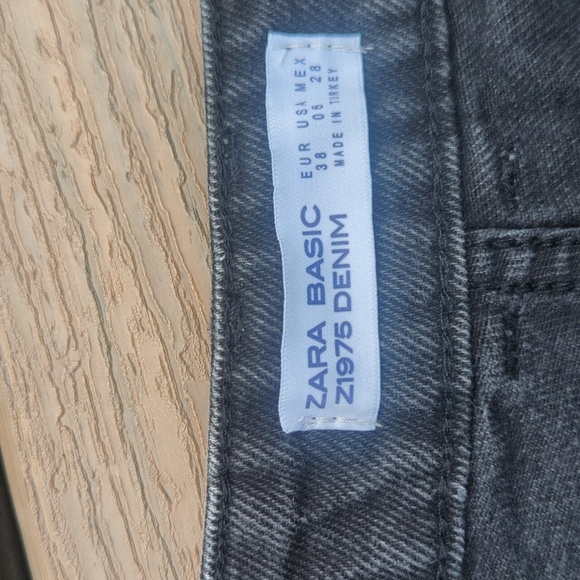 ZARA BASIC
Z1975 DENIM
EUR USA MEX
38 06 28
MADE IN TURKEY